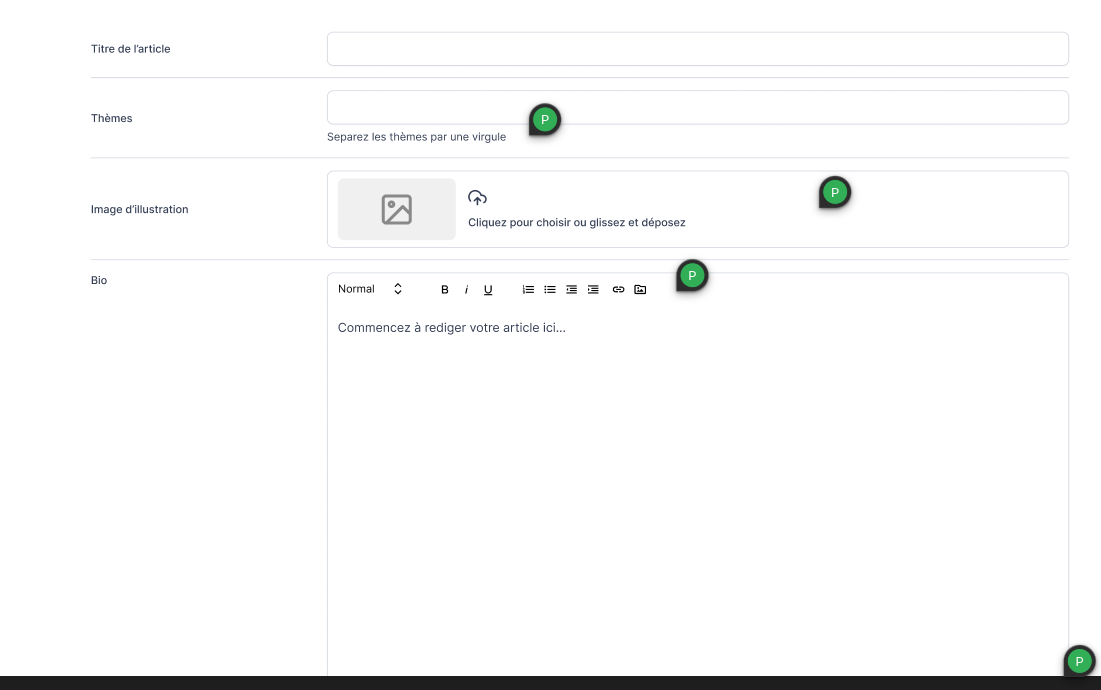 Titre de l’article
Thèmes
P
Separez les thèmes par une virgule
Image d’illustration
P
Cliquez pour choisir ou glissez et déposez
Bio
P
Normal B i U
Commencez à rediger votre article ici...
P